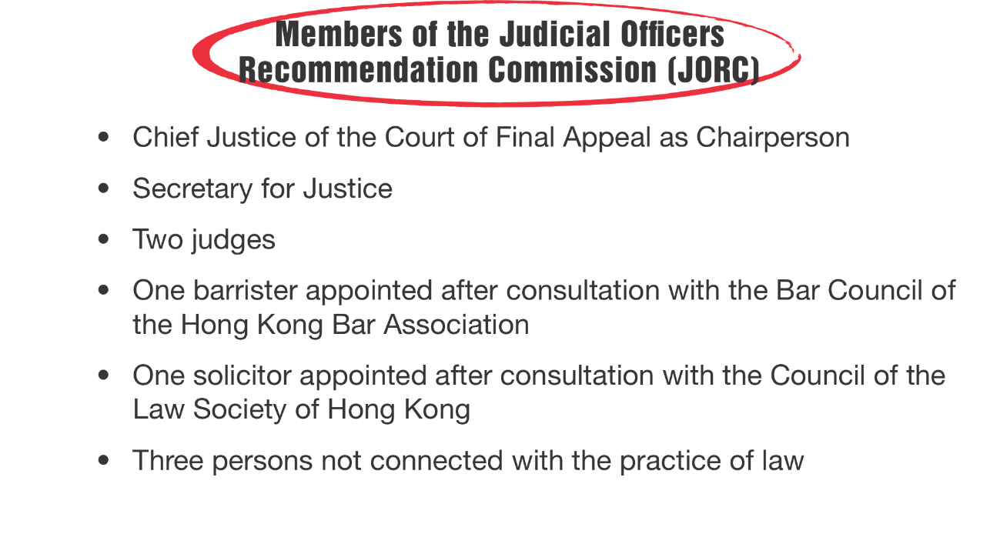 Members of the Judicial Officers
Recommendation Commission (JORC)
• Chief Justice of the Court of Final Appeal as Chairperson
• Secretary for Justice
• Two judges
• One barrister appointed after consultation with the Bar Council of
the Hong Kong Bar Association
• One solicitor appointed after consultation with the Council of the
Law Society of Hong Kong
• Three persons not connected with the practice of law